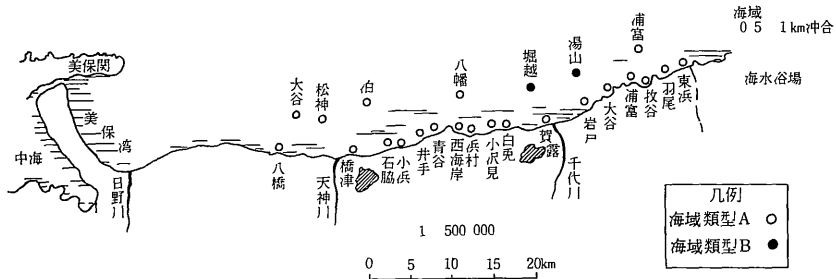 海域
0.5 1km沖合
海水浴場
美保関
美保湾
中海
日野川
大谷
松神
泊
八幡
堀越
湯山
浦富
八橋
天神川
橋津
石脇
小浜
井手
青谷
西海岸
浜村
小沢見
白兎
賀露
千代川
岩戸
大谷
浦富
牧谷
羽尾
東浜
1 500 000
0 5 10 15 20km
凡例
海域類型A
海域類型B